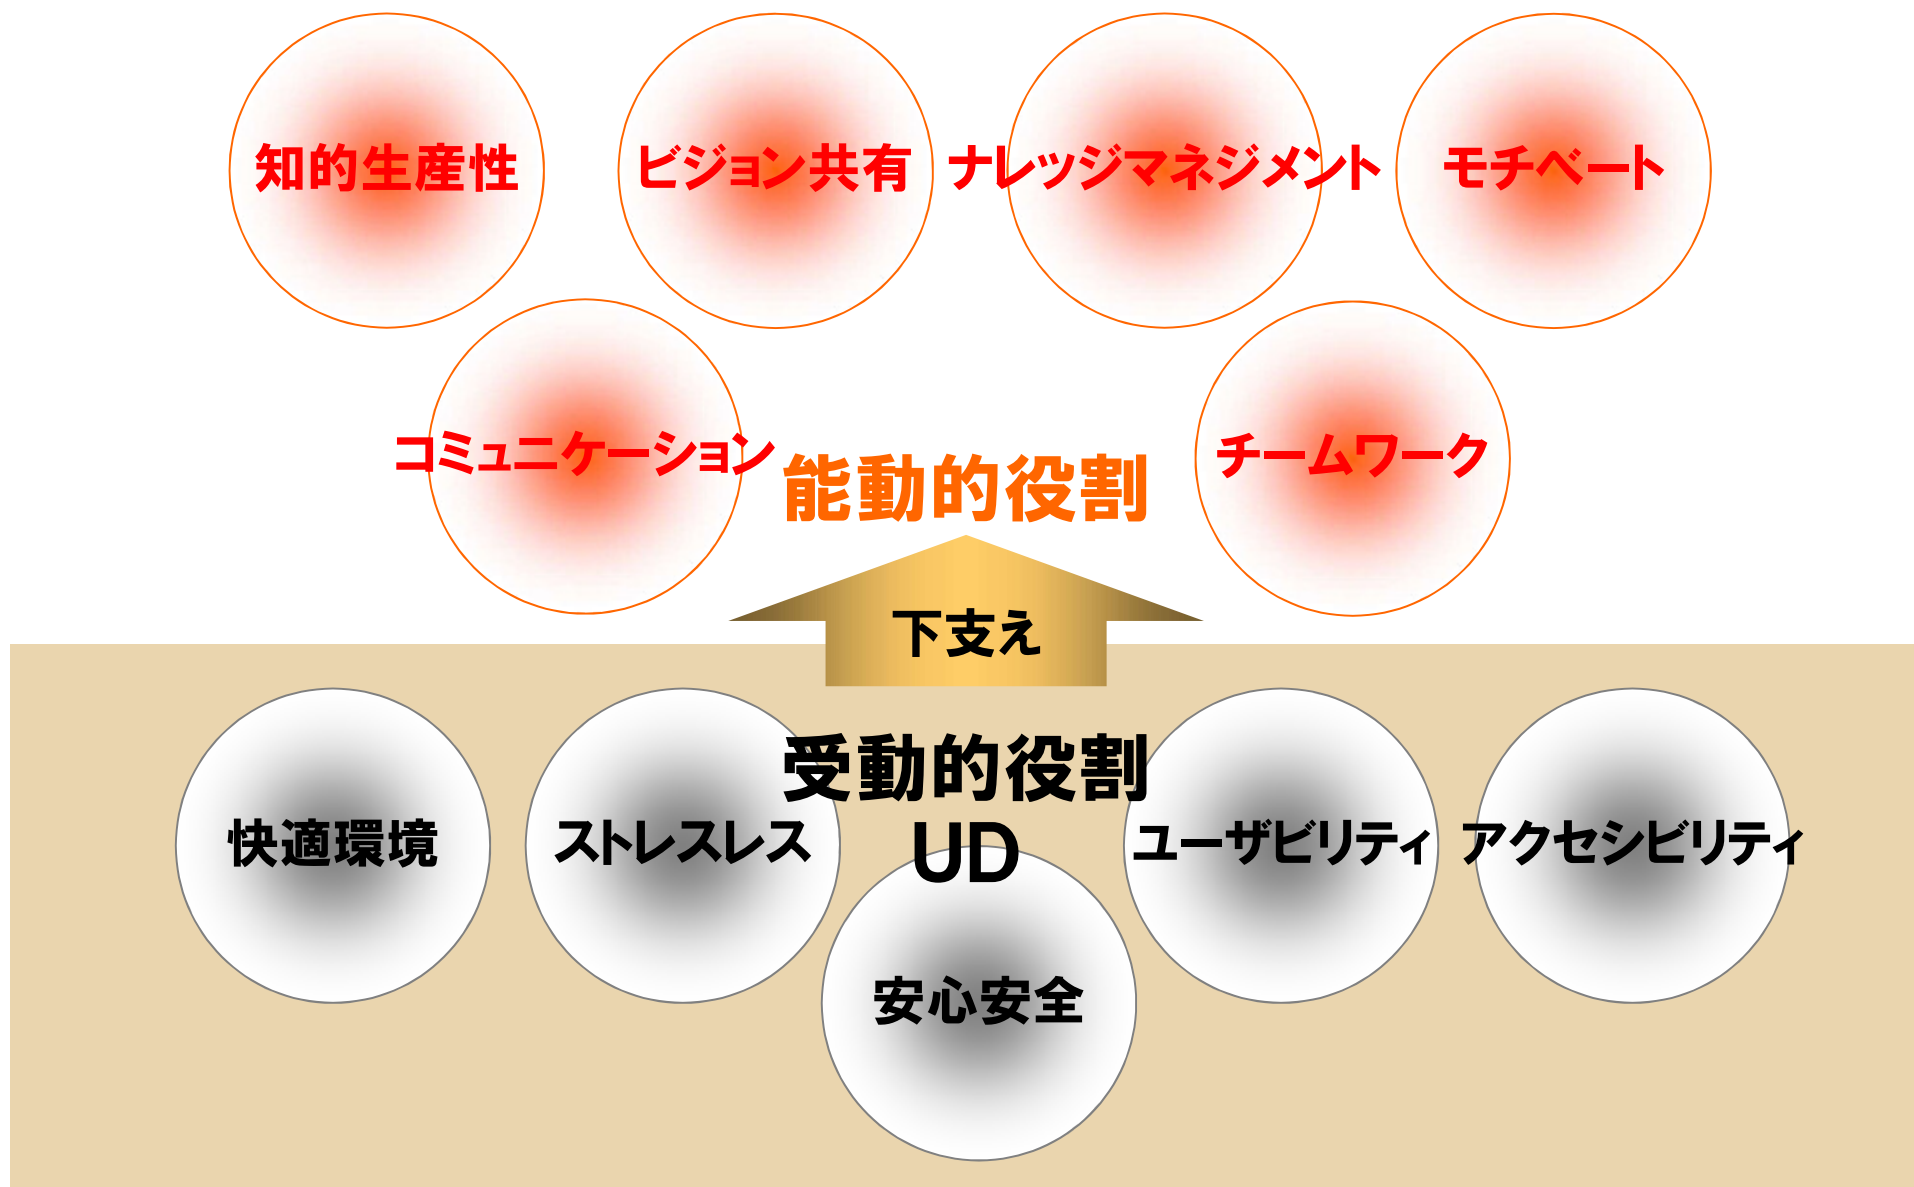 知的生産性
ビジョン共有
ナレッジマネジメント
モチベート
コミュニケーション
能動的役割
チームワーク
下支え
受動的役割
UD
快適環境
ストレスレス
ユーザビリティ
アクセシビリティ
安心安全